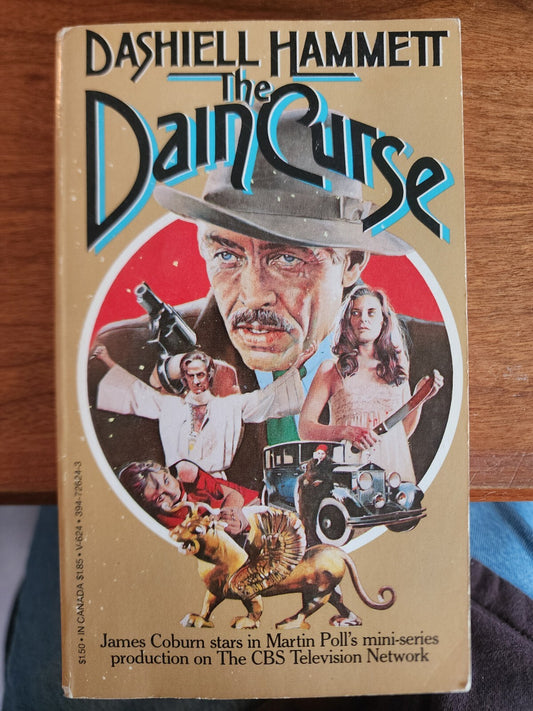 DASHIELL HAMMETT
The
Dain Curse
$1.50 • IN CANADA $1.85 • V-624 • 394-72624-3
James Coburn stars in Martin Poll's mini-series
production on The CBS Television Network